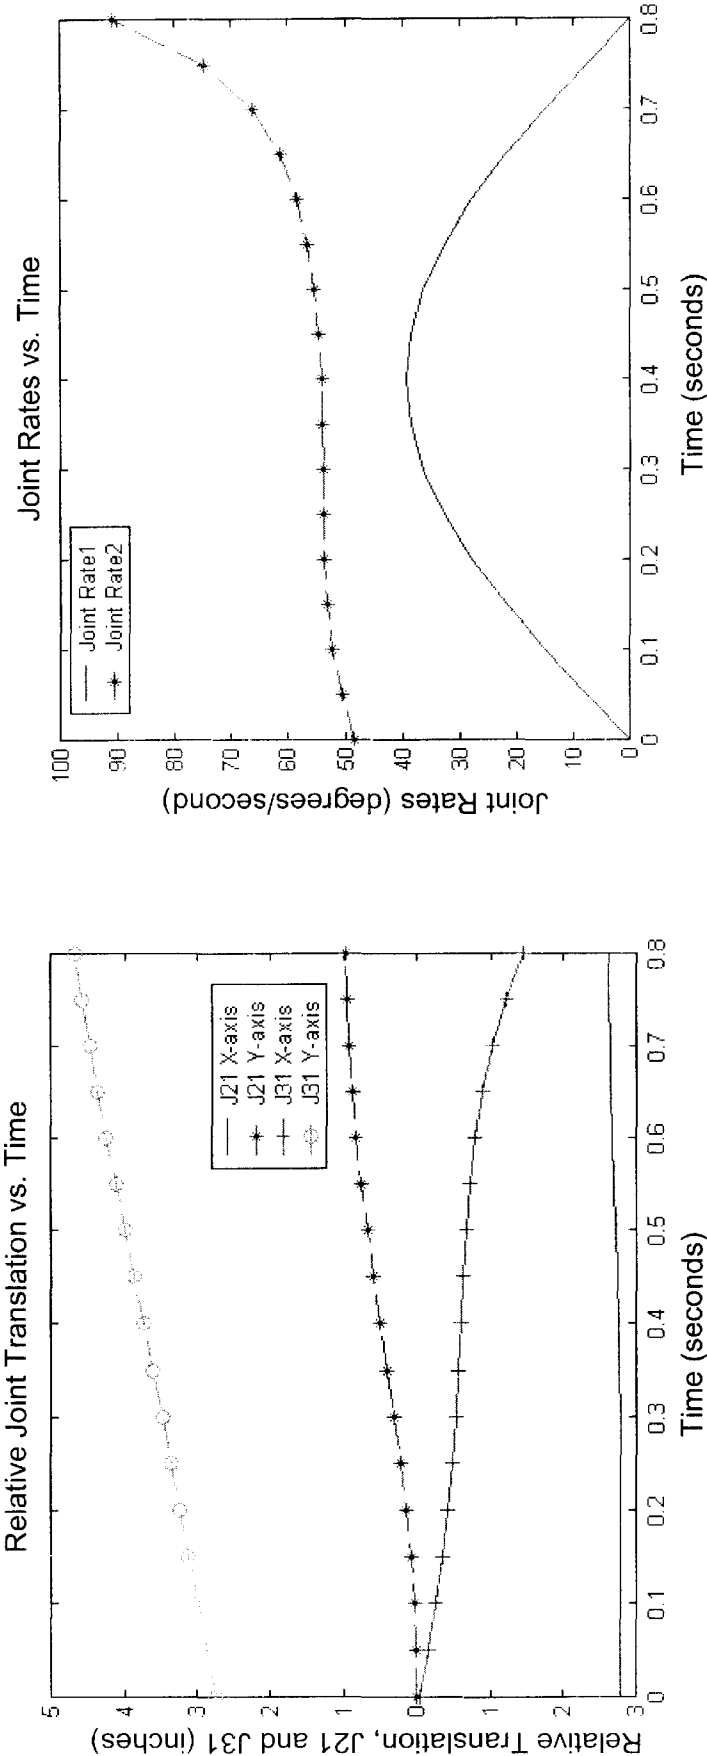 Relative Joint Translation vs. Time
Relative Translation, J21 and J31 (inches)
5
4
3
2
1
0
1
2
3
J21 X-axis
J21 Y-axis
J31 X-axis
J31 Y-axis
0 0.1 0.2 0.3 0.4 0.5 0.6 0.7 0.8
Time (seconds)
Joint Rates vs. Time
Joint Rates (degrees/second)
100
90
80
70
60
50
40
30
20
10
0
Joint Rate1
Joint Rate2
0 0.1 0.2 0.3 0.4 0.5 0.6 0.7 0.8
Time (seconds)